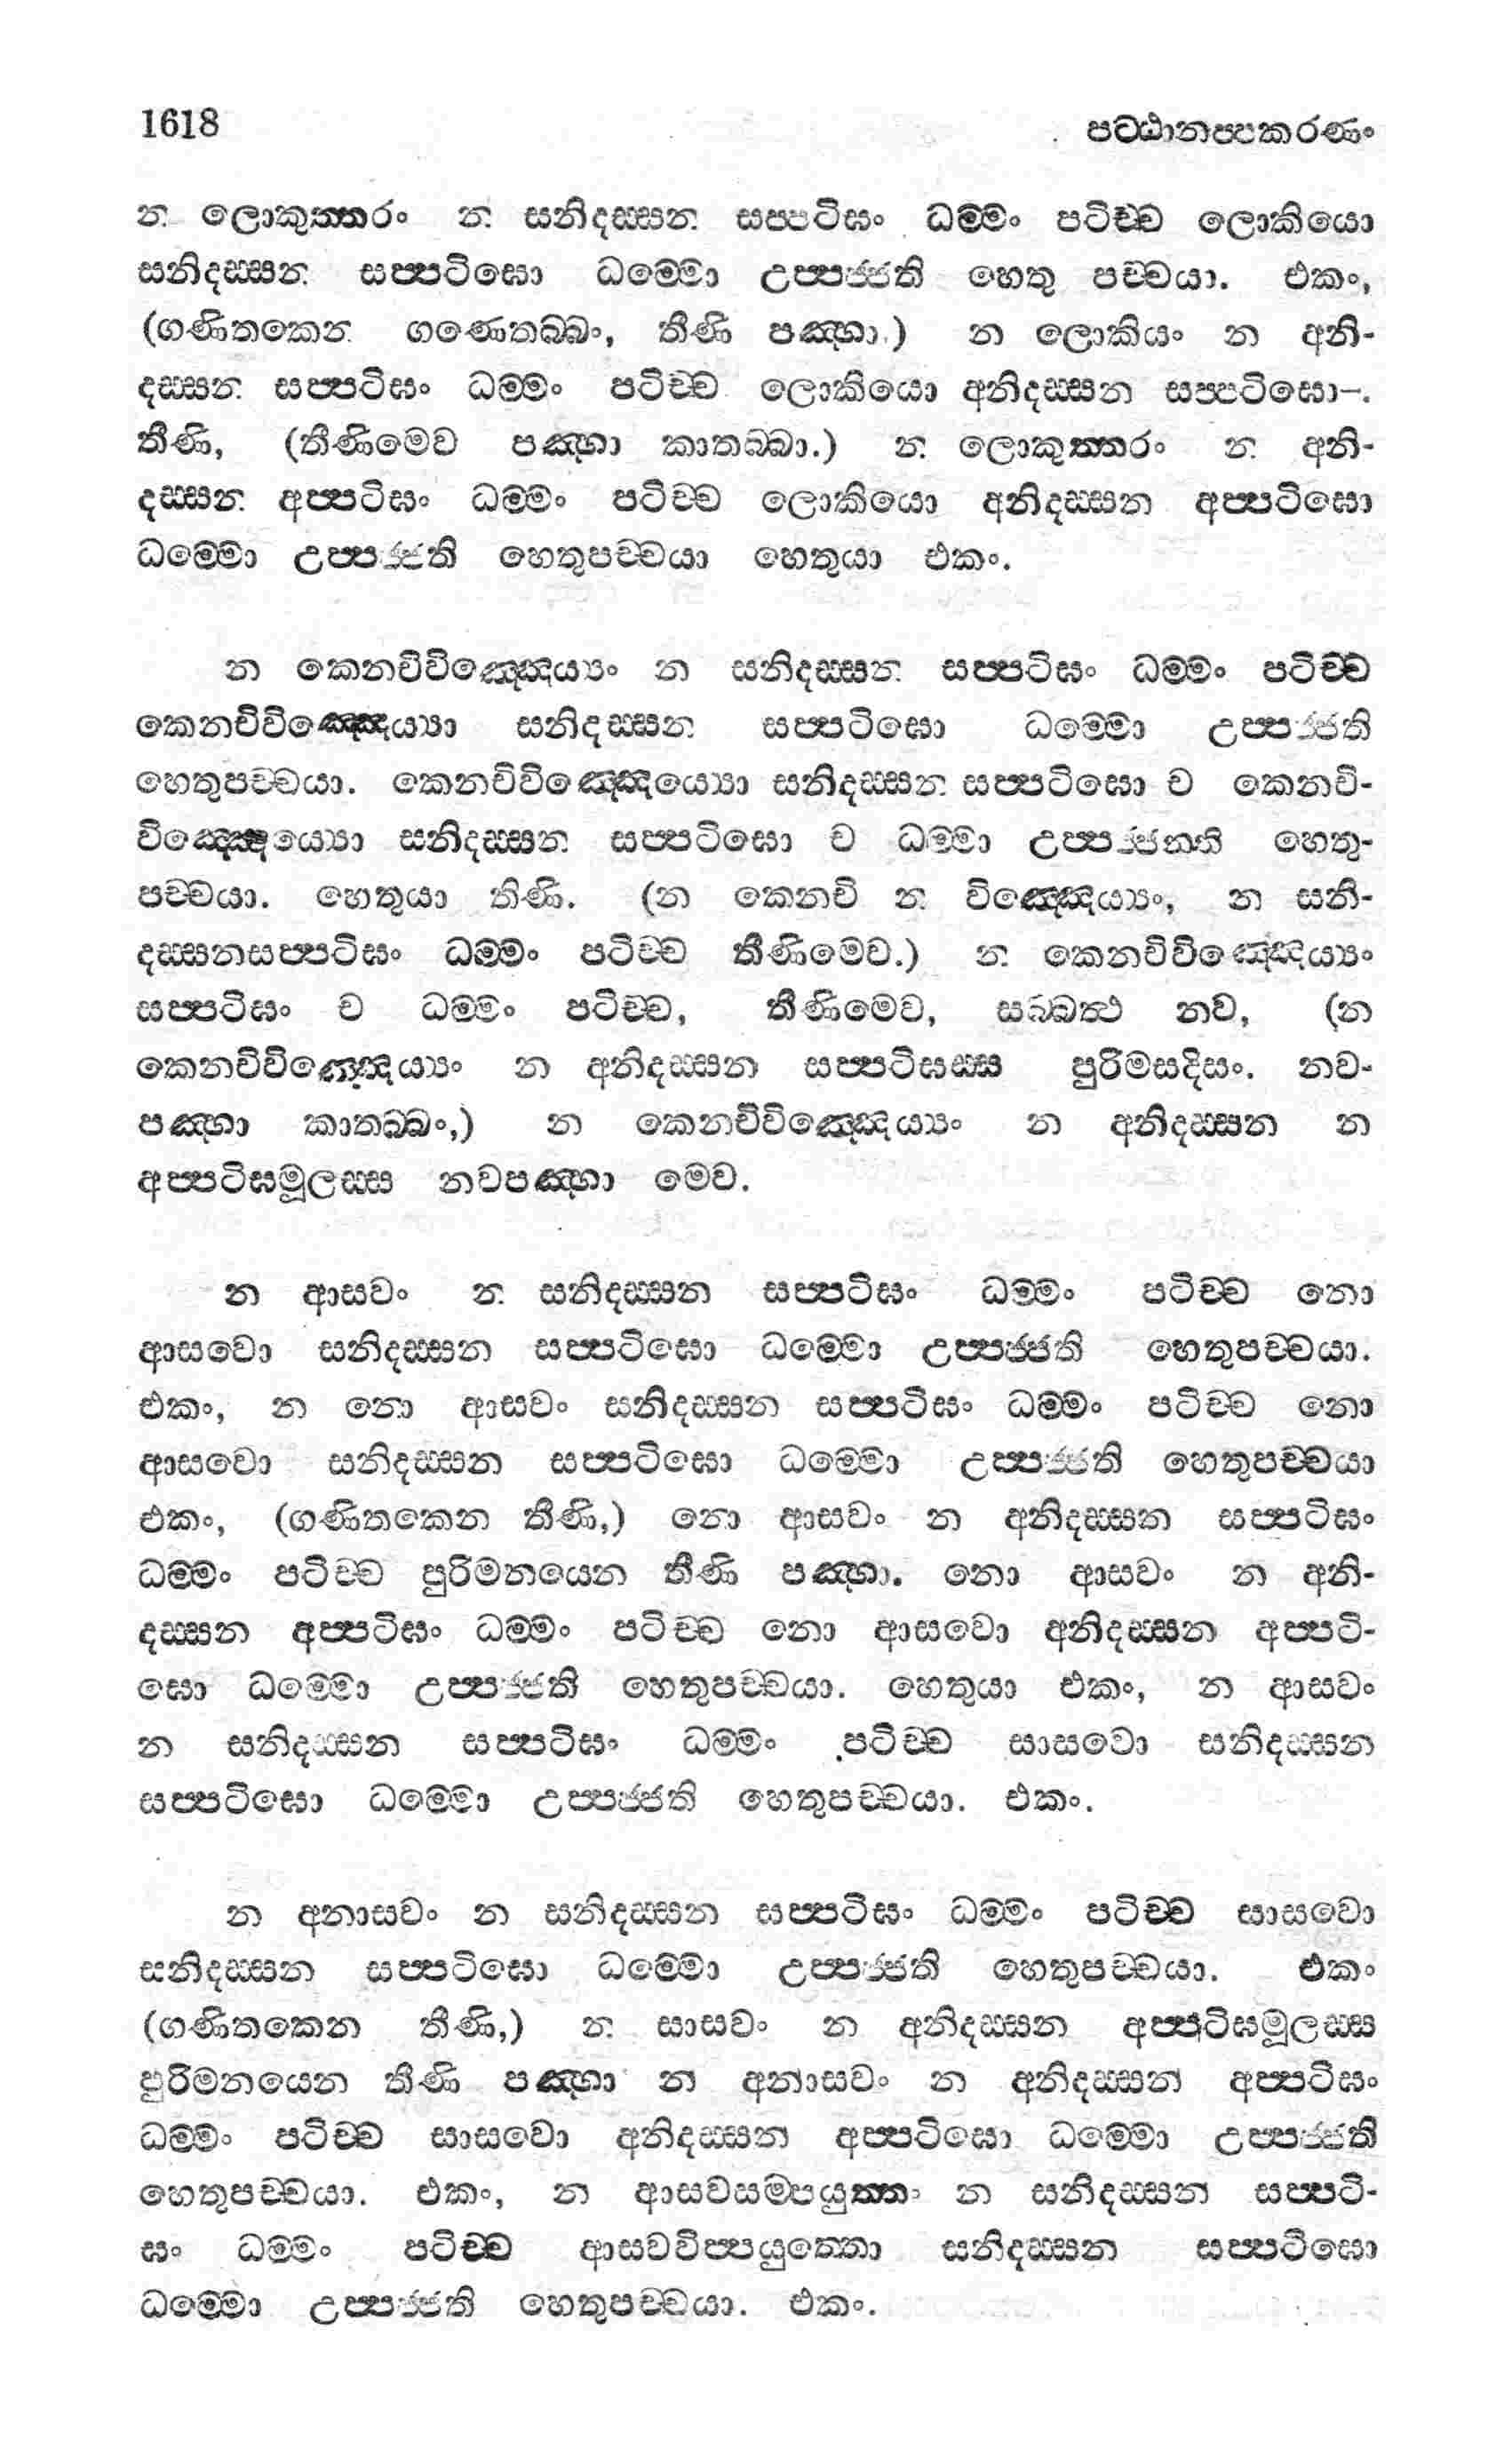 1618 පට්ඨානප්පකරණං
න ලොකුත්තරං න සනිදස්සන සප්පටිඝං ධම්මං පටිච්ච ලොකියො
සනිදස්සන සප්පටිඝො ධම්මො උප්පජ්ජති හෙතු පච්චයා. එකං,
(ගණිතකෙන ගණෙතබ්බං, තීණි පඤ්හා.) න ලොකියං න අනි-
දස්සන සප්පටිඝං ධම්මං පටිච්ච ලොකියො අනිදස්සන සප්පටිඝො–.
තීණි, (තීණිමෙව පඤ්හා කාතබ්බා.) න ලොකුත්තරං න අනි-
දස්සන අප්පටිඝං ධම්මං පටිච්ච ලොකියො අනිදස්සන අප්පටිඝො
ධම්මො උප්පජ්ජති හෙතුපච්චයා හෙතුයා එකං.
න කෙනචිවිඤ්ඤෙය්‍යං න සනිදස්සන සප්පටිඝං ධම්මං පටිච්ච
කෙනචිවිඤ්ඤෙය්‍යා සනිදස්සන සප්පටිඝො ධම්මො උප්පජ්ජති
හෙතුපච්චයා. කෙනචිවිඤ්ඤෙය්‍යො සනිදස්සන සප්පටිඝො ච කෙනචි-
විඤ්ඤෙය්‍යො සනිදස්සන සප්පටිඝො ච ධම්මා උප්පජ්ජන්ති හෙතු-
පච්චයා. හෙතුයා තිණි. (න කෙනචි න විඤ්ඤෙය්‍යං, න සනි-
දස්සනසප්පටිඝං ධම්මං පටිච්ච තීණිමෙව.) න කෙනචිවිඤ්ඤෙය්‍යං
සප්පටිඝං ච ධම්මං පටිච්ච, තීණිමෙව, සබ්බත්ථ නව, (න
කෙනචිවිඤ්ඤෙය්‍යං න අනිදස්සන සප්පටිඝස්ස පුරිමසදිසං. නව-
පඤ්හා කාතබ්බං,) න කෙනචිවිඤ්ඤෙය්‍යං න අනිදස්සන න
අප්පටිඝමූලස්ස නවපඤ්හා මෙව.
න ආසවං න සනිදස්සන සප්පටිඝං ධම්මං පටිච්ච නො
ආසවො සනිදස්සන සප්පටිඝො ධම්මො උප්පජ්ජති හෙතුපච්චයා.
එකං, න නො ආසවං සනිදස්සන සප්පටිඝං ධම්මං පටිච්ච නො
ආසවො සනිදස්සන සප්පටිඝො ධම්මො උප්පජ්ජති හෙතුපච්චයා
එකං, (ගණිතකෙන තීණි,) නො ආසවං න අනිදස්සන සප්පටිඝං
ධම්මං පටිච්ච පුරිමනයෙන තීණි පඤ්හා. නො ආසවං න අනි-
දස්සන අප්පටිඝං ධම්මං පටිච්ච නො ආසවො අනිදස්සන අප්පටි-
ඝො ධම්මො උප්පජ්ජති හෙතුපච්චයා. හෙතුයා එකං, න ආසවං
න සනිදස්සන සප්පටිඝං ධම්මං පටිච්ච සාසවො සනිදස්සන
සප්පටිඝො ධම්මො උප්පජ්ජති හෙතුපච්චයා. එකං.
න අනාසවං න සනිදස්සන සප්පටිඝං ධම්මං පටිච්ච සාසවො
සනිදස්සන සප්පටිඝො ධම්මො උප්පජ්ජති හෙතුපච්චයා. එකං
(ගණිතකෙන තීණි,) න සාසවං න අනිදස්සන අප්පටිඝමූලස්ස
පුරිමනයෙන තීණි පඤ්හා න අනාසවං න අනිදස්සන අප්පටිඝං
ධම්මං පටිච්ච සාසවො අනිදස්සන අප්පටිඝො ධම්මො උප්පජ්ජති
හෙතුපච්චයා. එකං, න ආසවසම්පයුත්තං න සනිදස්සන සප්පටි-
ඝං ධම්මං පටිච්ච ආසවවිප්පයුත්තො සනිදස්සන සප්පටිඝො
ධම්මො උප්පජ්ජති හෙතුපච්චයා. එකං.